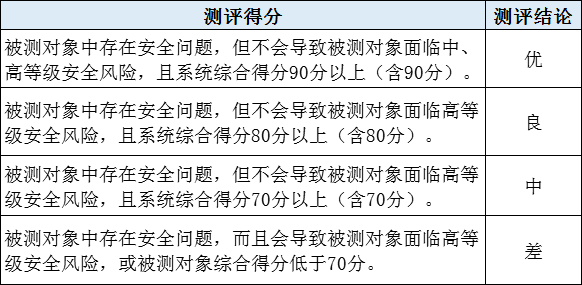 测评得分 测评结论
被测对象中存在安全问题，但不会导致被测对象面临中、
高等级安全风险，且系统综合得分90分以上（含90分）。
优
被测对象中存在安全问题，但不会导致被测对象面临高等
级安全风险，且系统综合得分80分以上（含80分）。
良
被测对象中存在安全问题，但不会导致被测对象面临高等
级安全风险，且系统综合得分70分以上（含70分）。
中
被测对象中存在安全问题，而且会导致被测对象面临高等
级安全风险，或被测对象综合得分低于70分。
差